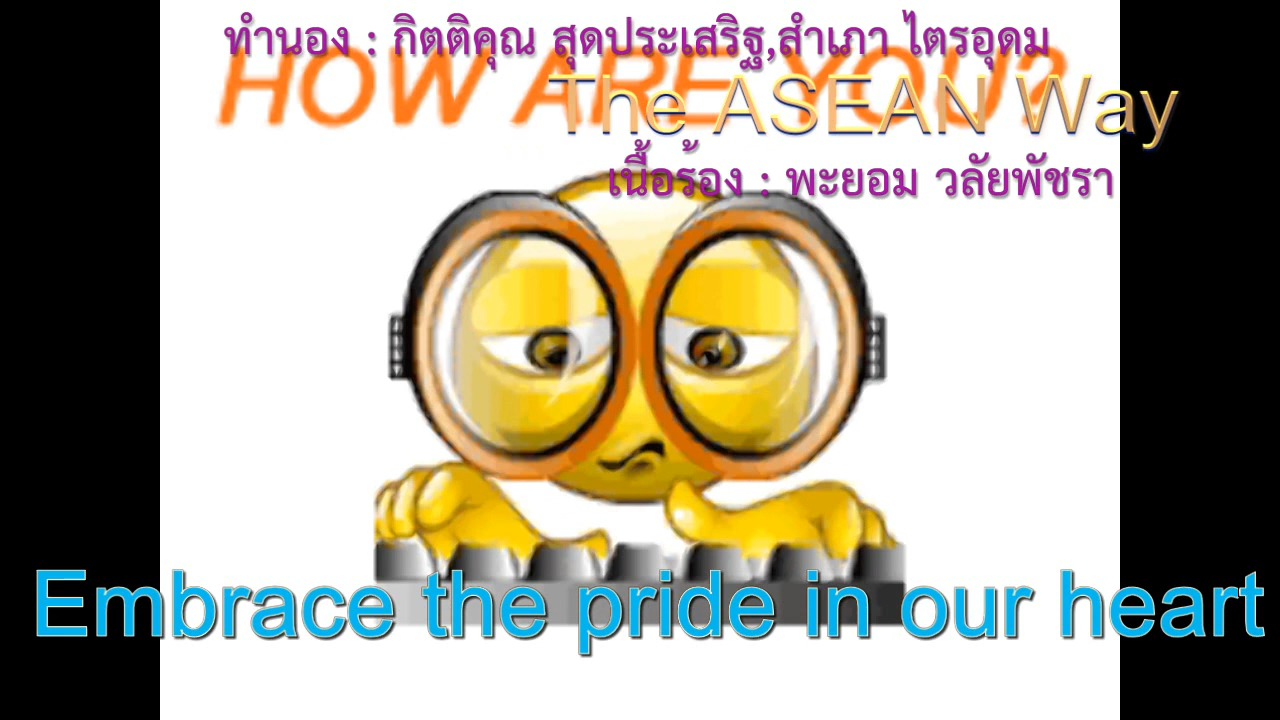 ทำนอง : กิตติคุณ สุดประเสริฐ,สำเภา ไตรอุดม
HOW ARE YOU?
The ASEAN Way
เนื้อร้อง : พะยอม วลัยพัชรา
Embrace the pride in our heart